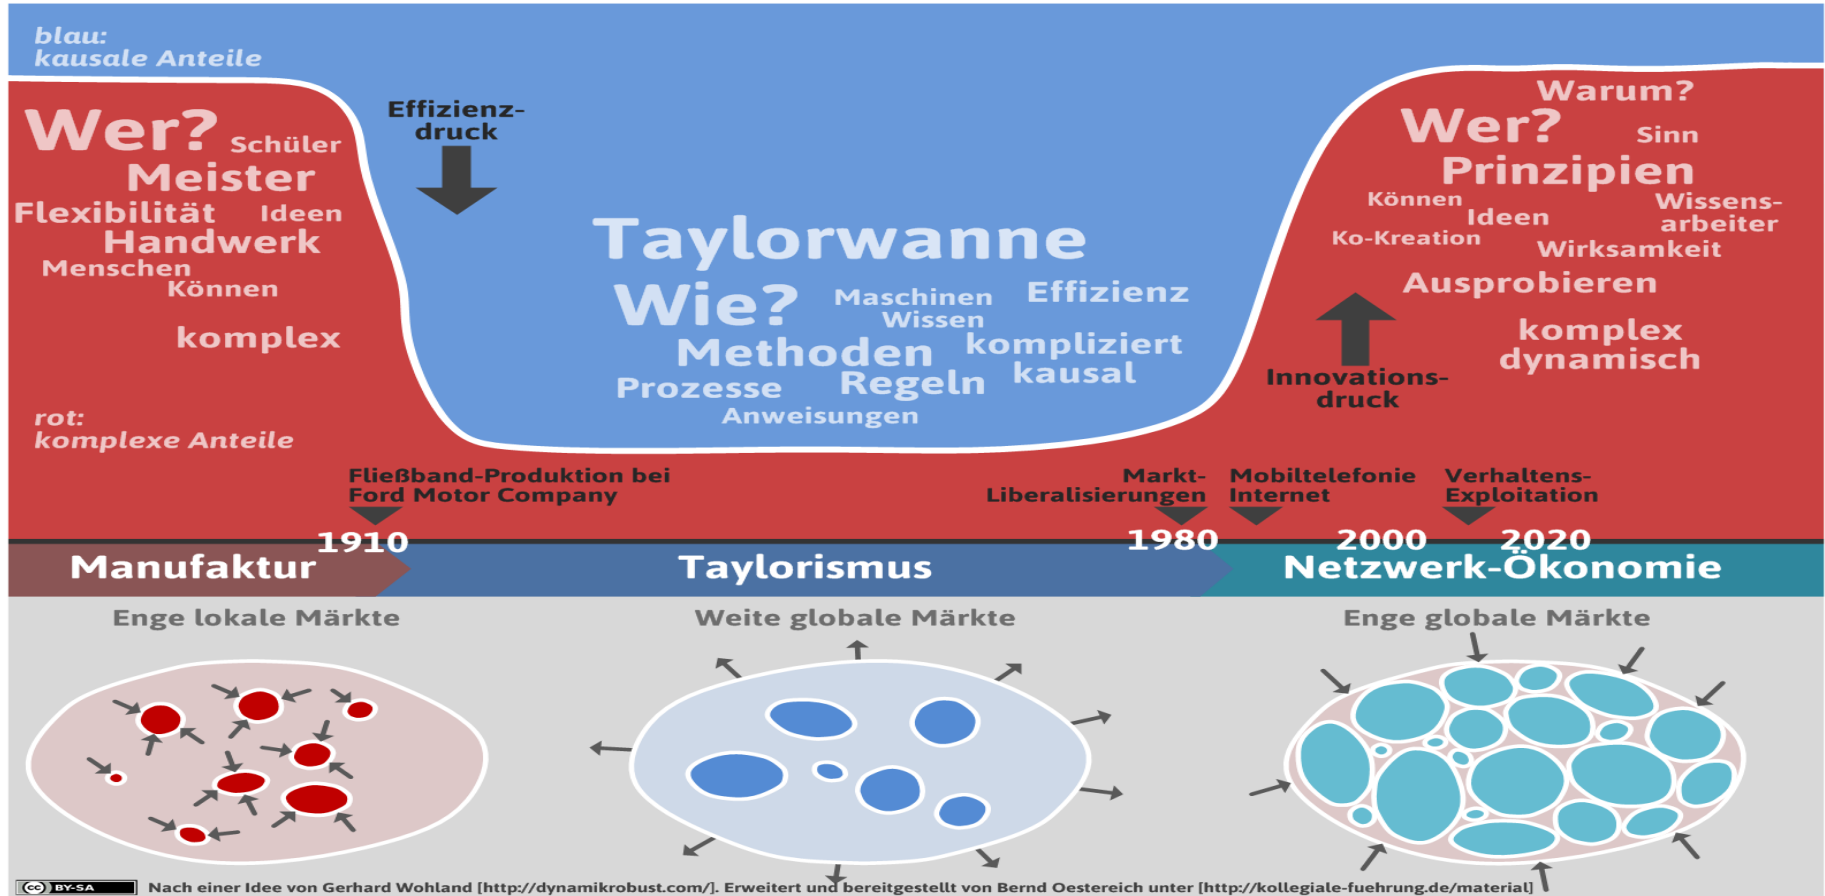 blau:
kausale Anteile
Wer?
Schüler
Meister
Flexibilität
Ideen
Handwerk
Menschen
Können
komplex
rot:
komplexe Anteile
Effizienz-
druck
Taylorwanne
Wie?
Maschinen
Effizienz
Wissen
Methoden
kompliziert
Prozesse
Regeln
kausal
Anweisungen
Warum?
Wer?
Sinn
Prinzipien
Können
Wissens-
arbeiter
Ideen
Ko-Kreation
Wirksamkeit
Ausprobieren
komplex
dynamisch
Innovations-
druck
Fließband-Produktion bei
Ford Motor Company
Markt-
Liberalisierungen
Mobiltelefonie
Internet
Verhaltens-
Exploitation
1910
1980
2000
2020
Manufaktur
Taylorismus
Netzwerk-Ökonomie
Enge lokale Märkte
Weite globale Märkte
Enge globale Märkte
cc BY-SA
Nach einer Idee von Gerhard Wohland [http://dynamikrobust.com/]. Erweitert und bereitgestellt von Bernd Oestereich unter [http://kollegiale-fuehrung.de/material]